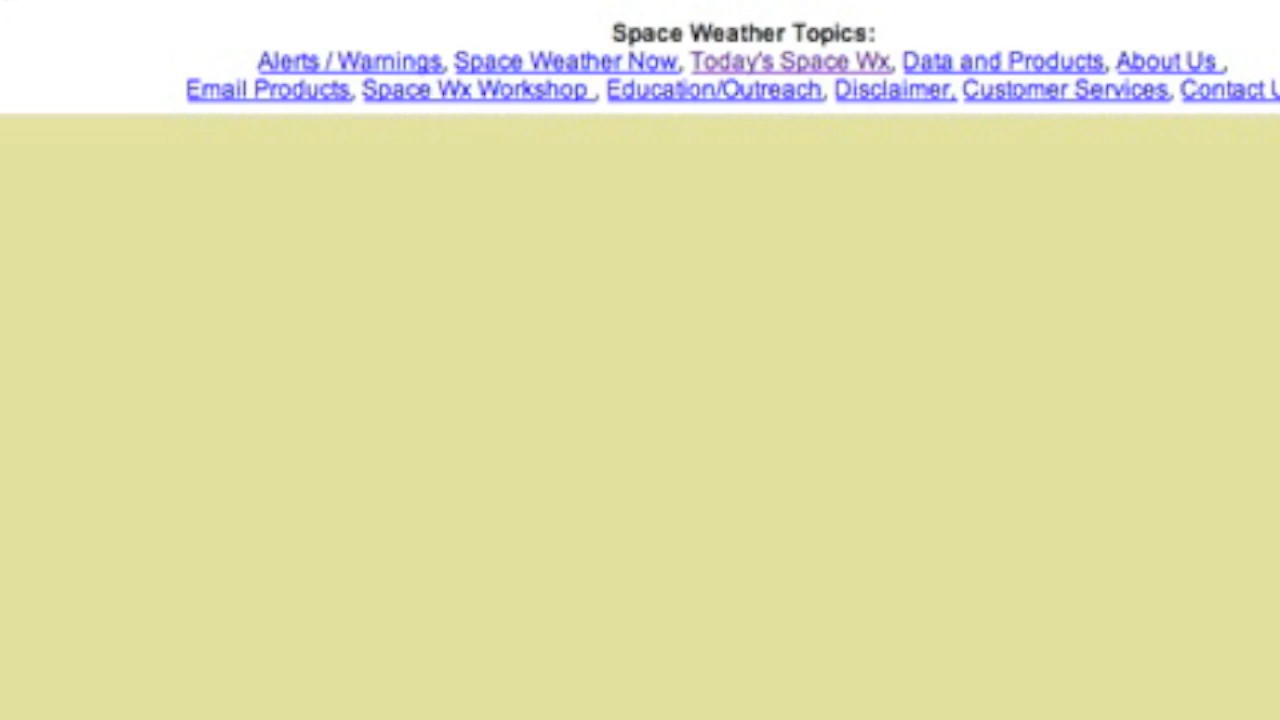 Space Weather Topics:
Alerts / Warnings, Space Weather Now, Today's Space Wx, Data and Products, About Us ,
Email Products, Space Wx Workshop , Education/Outreach, Disclaimer, Customer Services, Contact